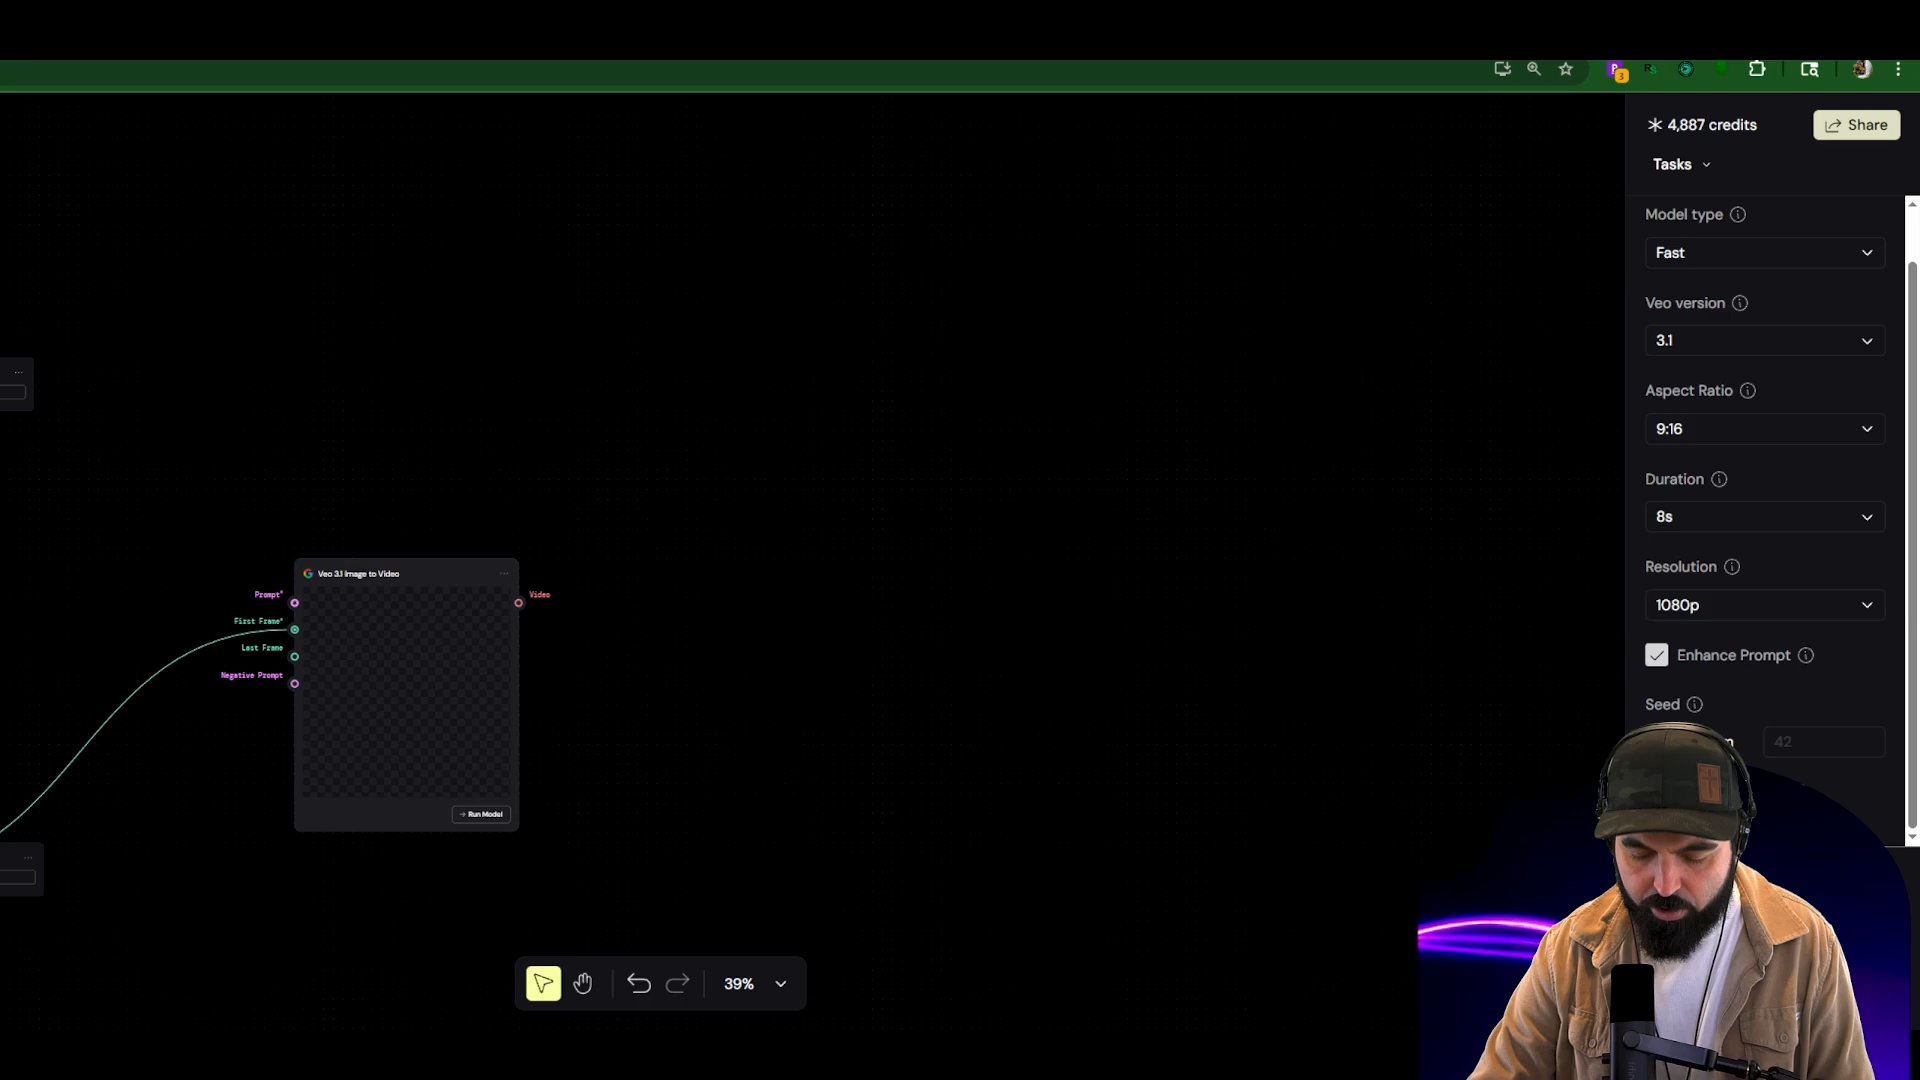 3
4,887 credits
Share
Tasks
Model type
Fast
Veo version
3.1
Aspect Ratio
9:16
Duration
8s
Resolution
1080p
Enhance Prompt
Seed
42
Veo 3.1 Image to Video
Prompt*
Video
First Frame*
Last Frame
Negative Prompt
→ Run Model
39%